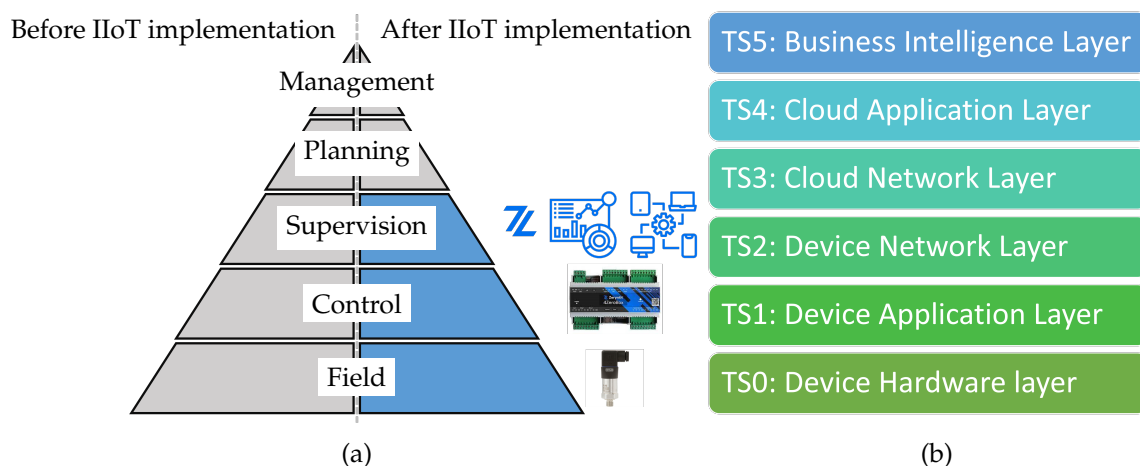 Before IIoT implementation
After IIoT implementation
Management
Planning
Supervision
Control
Field
(a)
TS5: Business Intelligence Layer
TS4: Cloud Application Layer
TS3: Cloud Network Layer
TS2: Device Network Layer
TS1: Device Application Layer
TS0: Device Hardware layer
(b)